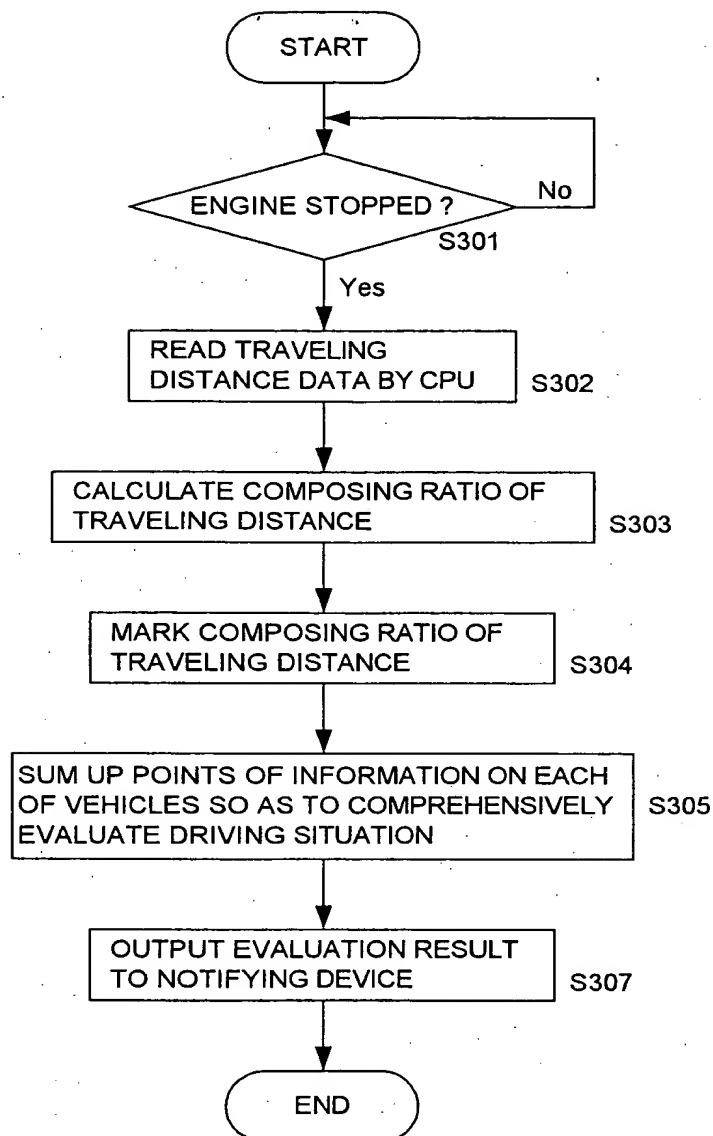 START
ENGINE STOPPED ?
No
S301
Yes
READ TRAVELING
DISTANCE DATA BY CPU
S302
CALCULATE COMPOSING RATIO OF
TRAVELING DISTANCE
S303
MARK COMPOSING RATIO OF
TRAVELING DISTANCE
S304
SUM UP POINTS OF INFORMATION ON EACH
OF VEHICLES SO AS TO COMPREHENSIVELY
EVALUATE DRIVING SITUATION
S305
OUTPUT EVALUATION RESULT
TO NOTIFYING DEVICE
S307
END